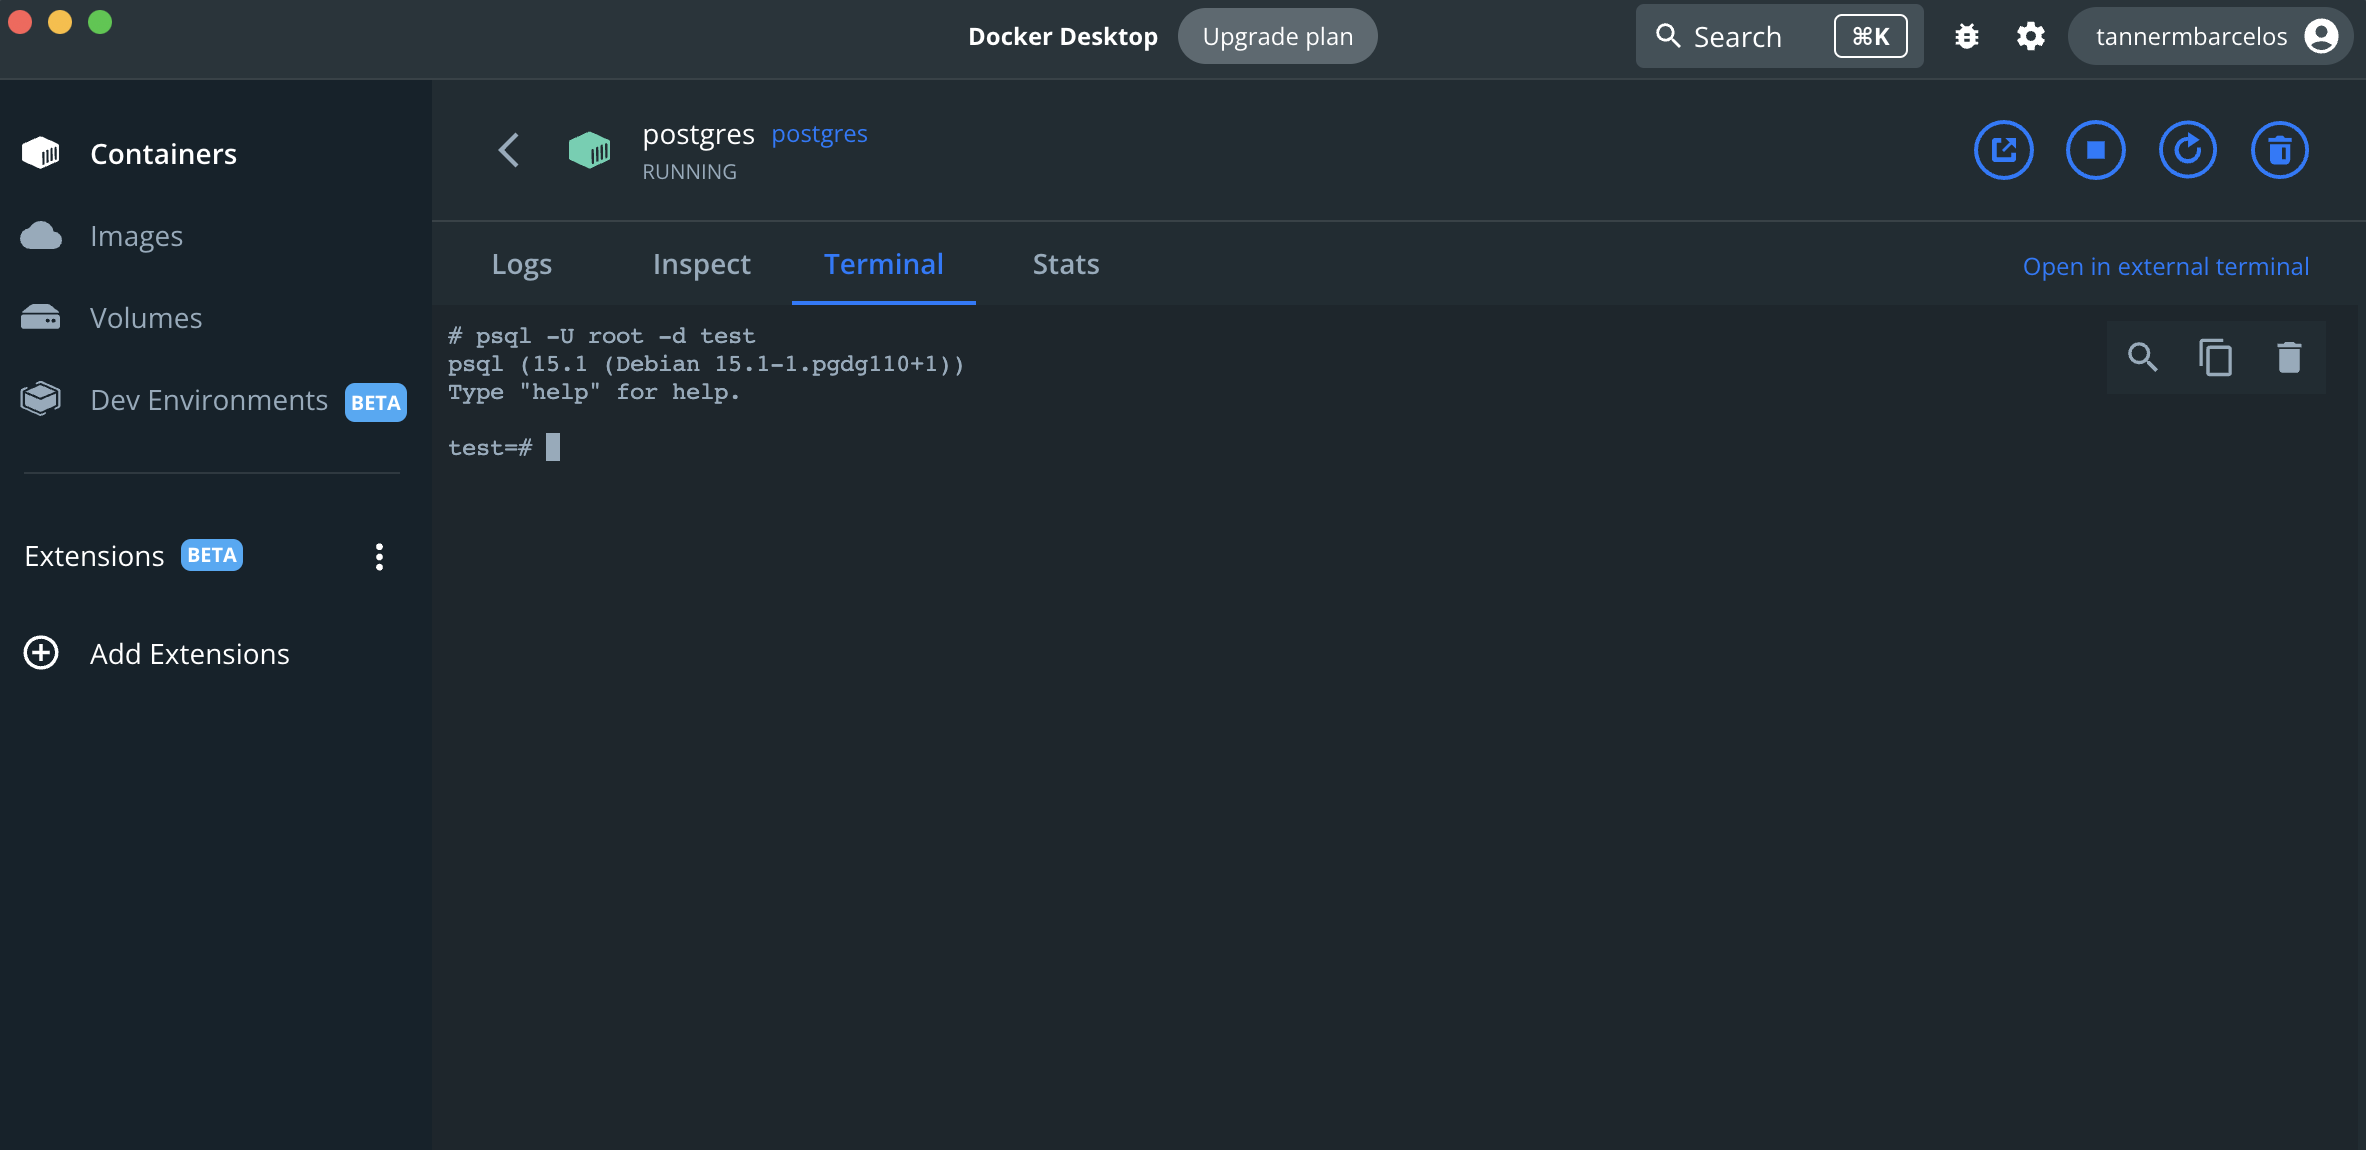 Docker Desktop Upgrade plan
Search ⌘K
tannermbarcelos
Containers
Images
Volumes
Dev Environments BETA
Extensions BETA
Add Extensions
postgres postgres
RUNNING
Logs Inspect Terminal Stats
Open in external terminal
# psql -U root -d test
psql (15.1 (Debian 15.1-1.pgdg110+1))
Type "help" for help.
test=#